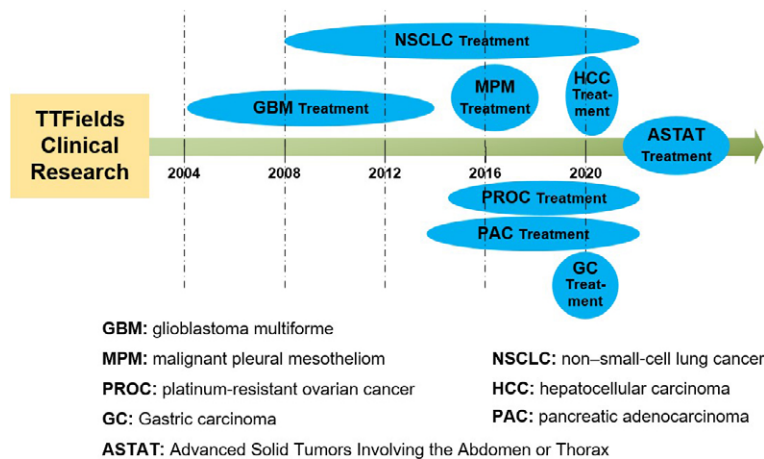 NSCLC Treatment
HCC
Treat-
ment
MPM
Treatment
GBM Treatment
TTFields
Clinical
Research
ASTAT
Treatment
2004
2008
2012
2016
2020
PROC Treatment
PAC Treatment
GC
Treat-
ment
GBM: glioblastoma multiforme
MPM: malignant pleural mesotheliom
NSCLC: non–small-cell lung cancer
PROC: platinum-resistant ovarian cancer
HCC: hepatocellular carcinoma
GC: Gastric carcinoma
PAC: pancreatic adenocarcinoma
ASTAT: Advanced Solid Tumors Involving the Abdomen or Thorax